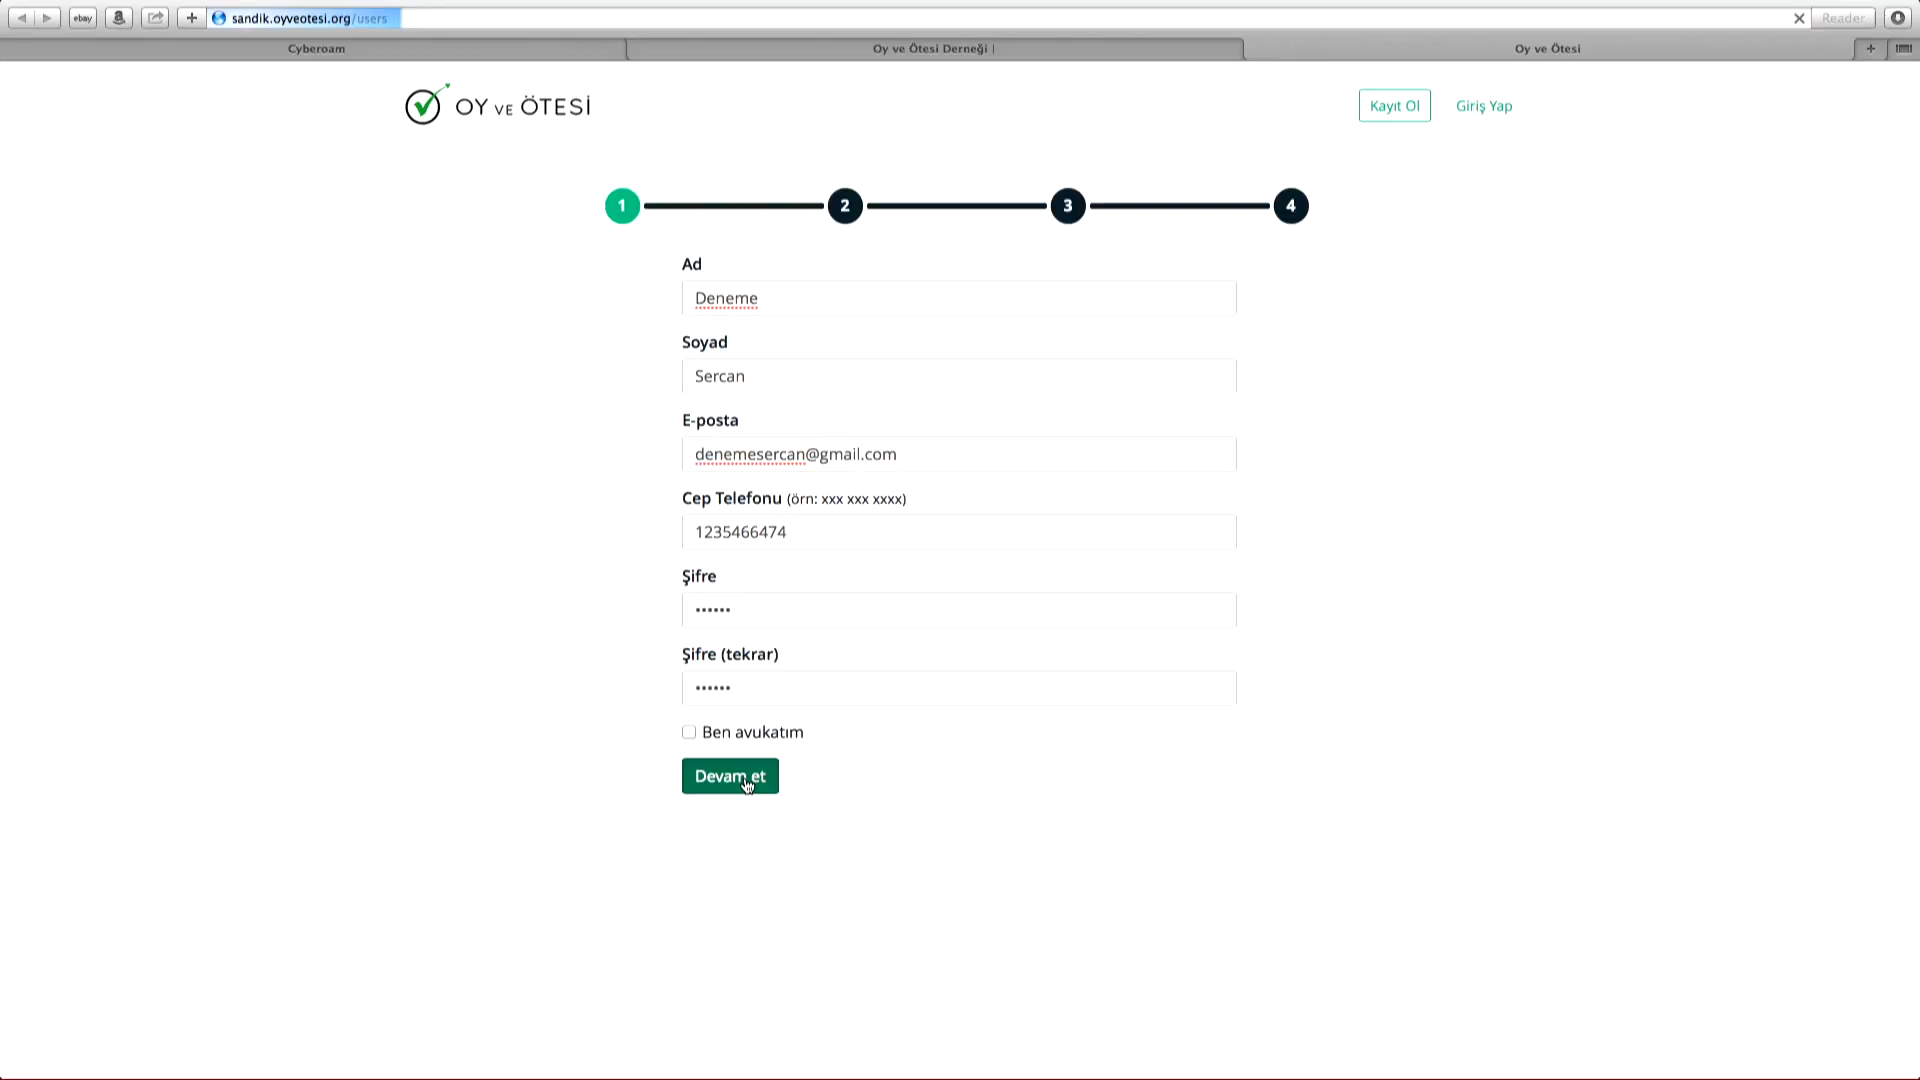 ebay
sandik.oyveotesi.org/users
Reader
Cyberoam
Oy ve Ötesi Derneği |
Oy ve Ötesi
OY VE ÖTESİ
Kayıt Ol
Giriş Yap
1
2
3
4
Ad
Deneme
Soyad
Sercan
E-posta
denemesercan@gmail.com
Cep Telefonu (örn: xxx xxx xxxx)
1235466474
Şifre
••••••
Şifre (tekrar)
••••••
Ben avukatım
Devam et